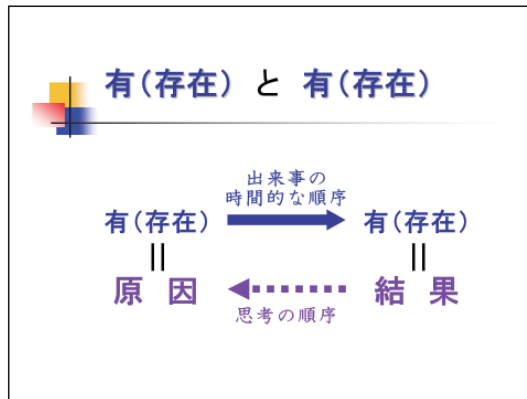 有(存在) と 有(存在)
出来事の
時間的な順序
有(存在) 有(存在)
|| ||
原 因 結 果
思考の順序